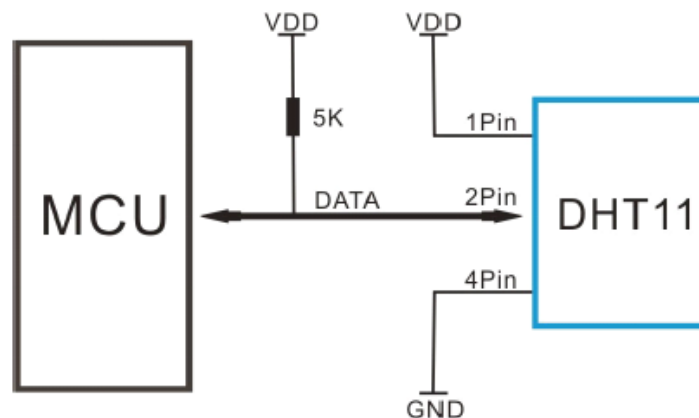 VDD
VDD
5K
1Pin
MCU
DATA
2Pin
DHT11
4Pin
GND